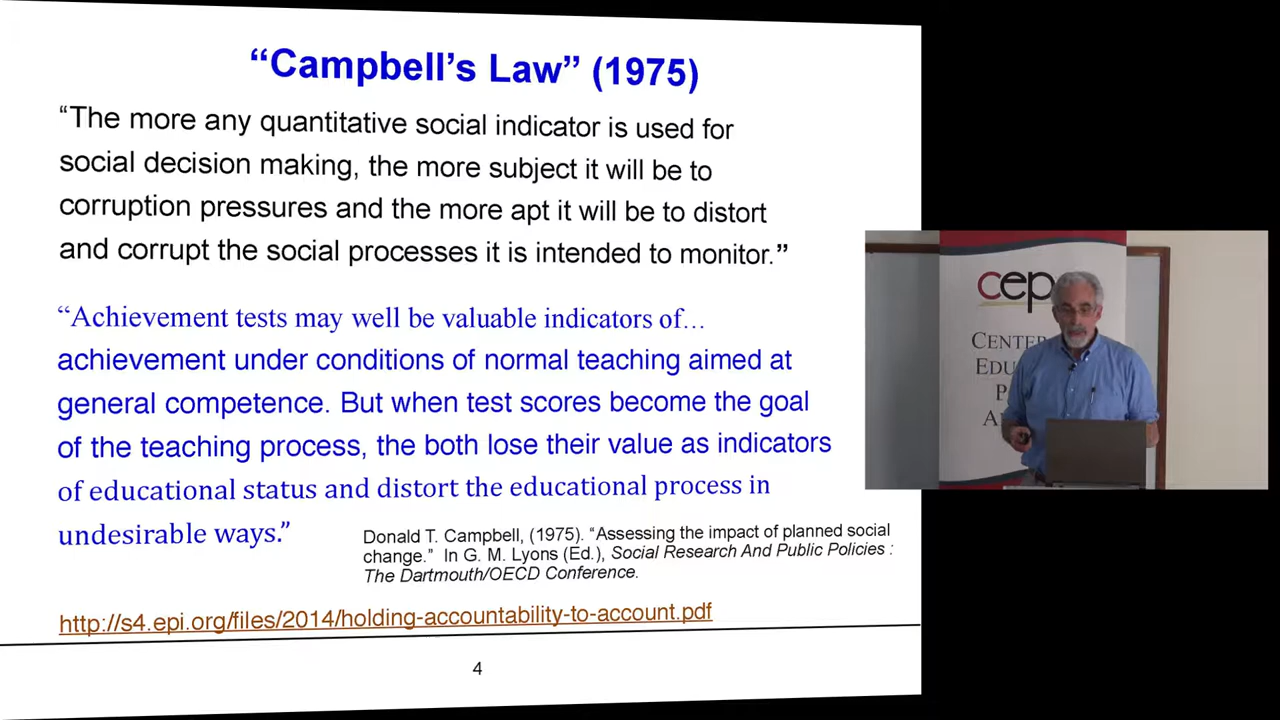 “Campbell’s Law” (1975)
“The more any quantitative social indicator is used for
social decision making, the more subject it will be to
corruption pressures and the more apt it will be to distort
and corrupt the social processes it is intended to monitor.”
“Achievement tests may well be valuable indicators of…
achievement under conditions of normal teaching aimed at
general competence. But when test scores become the goal
of the teaching process, the both lose their value as indicators
of educational status and distort the educational process in
undesirable ways.”
Donald T. Campbell, (1975). “Assessing the impact of planned social
change.” In G. M. Lyons (Ed.), Social Research And Public Policies :
The Dartmouth/OECD Conference.
http://s4.epi.org/files/2014/holding-accountability-to-account.pdf
4
cep
CENTER
EDU
P
A